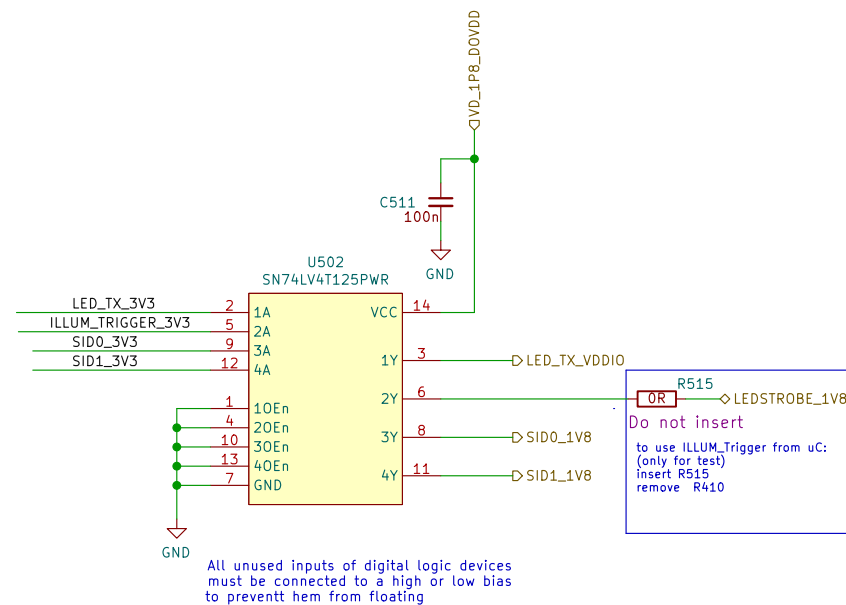 VD_1P8_DOVDD
C511
100n
GND
U502
SN74LV4T125PWR
LED_TX_3V3 2 1A VCC 14
ILLUM_TRIGGER_3V3 5 2A
SID0_3V3 9 3A
SID1_3V3 12 4A
1Y 3 LED_TX_VDDIO
2Y 6 0R R515 LEDSTROBE_1V8
3Y 8 SID0_1V8
4Y 11 SID1_1V8
1 1OEn
4 2OEn
10 3OEn
13 4OEn
7 GND
GND
Do not insert
to use ILLUM_Trigger from uC:
(only for test)
insert R515
remove R410
All unused inputs of digital logic devices
must be connected to a high or low bias
to preventt hem from floating